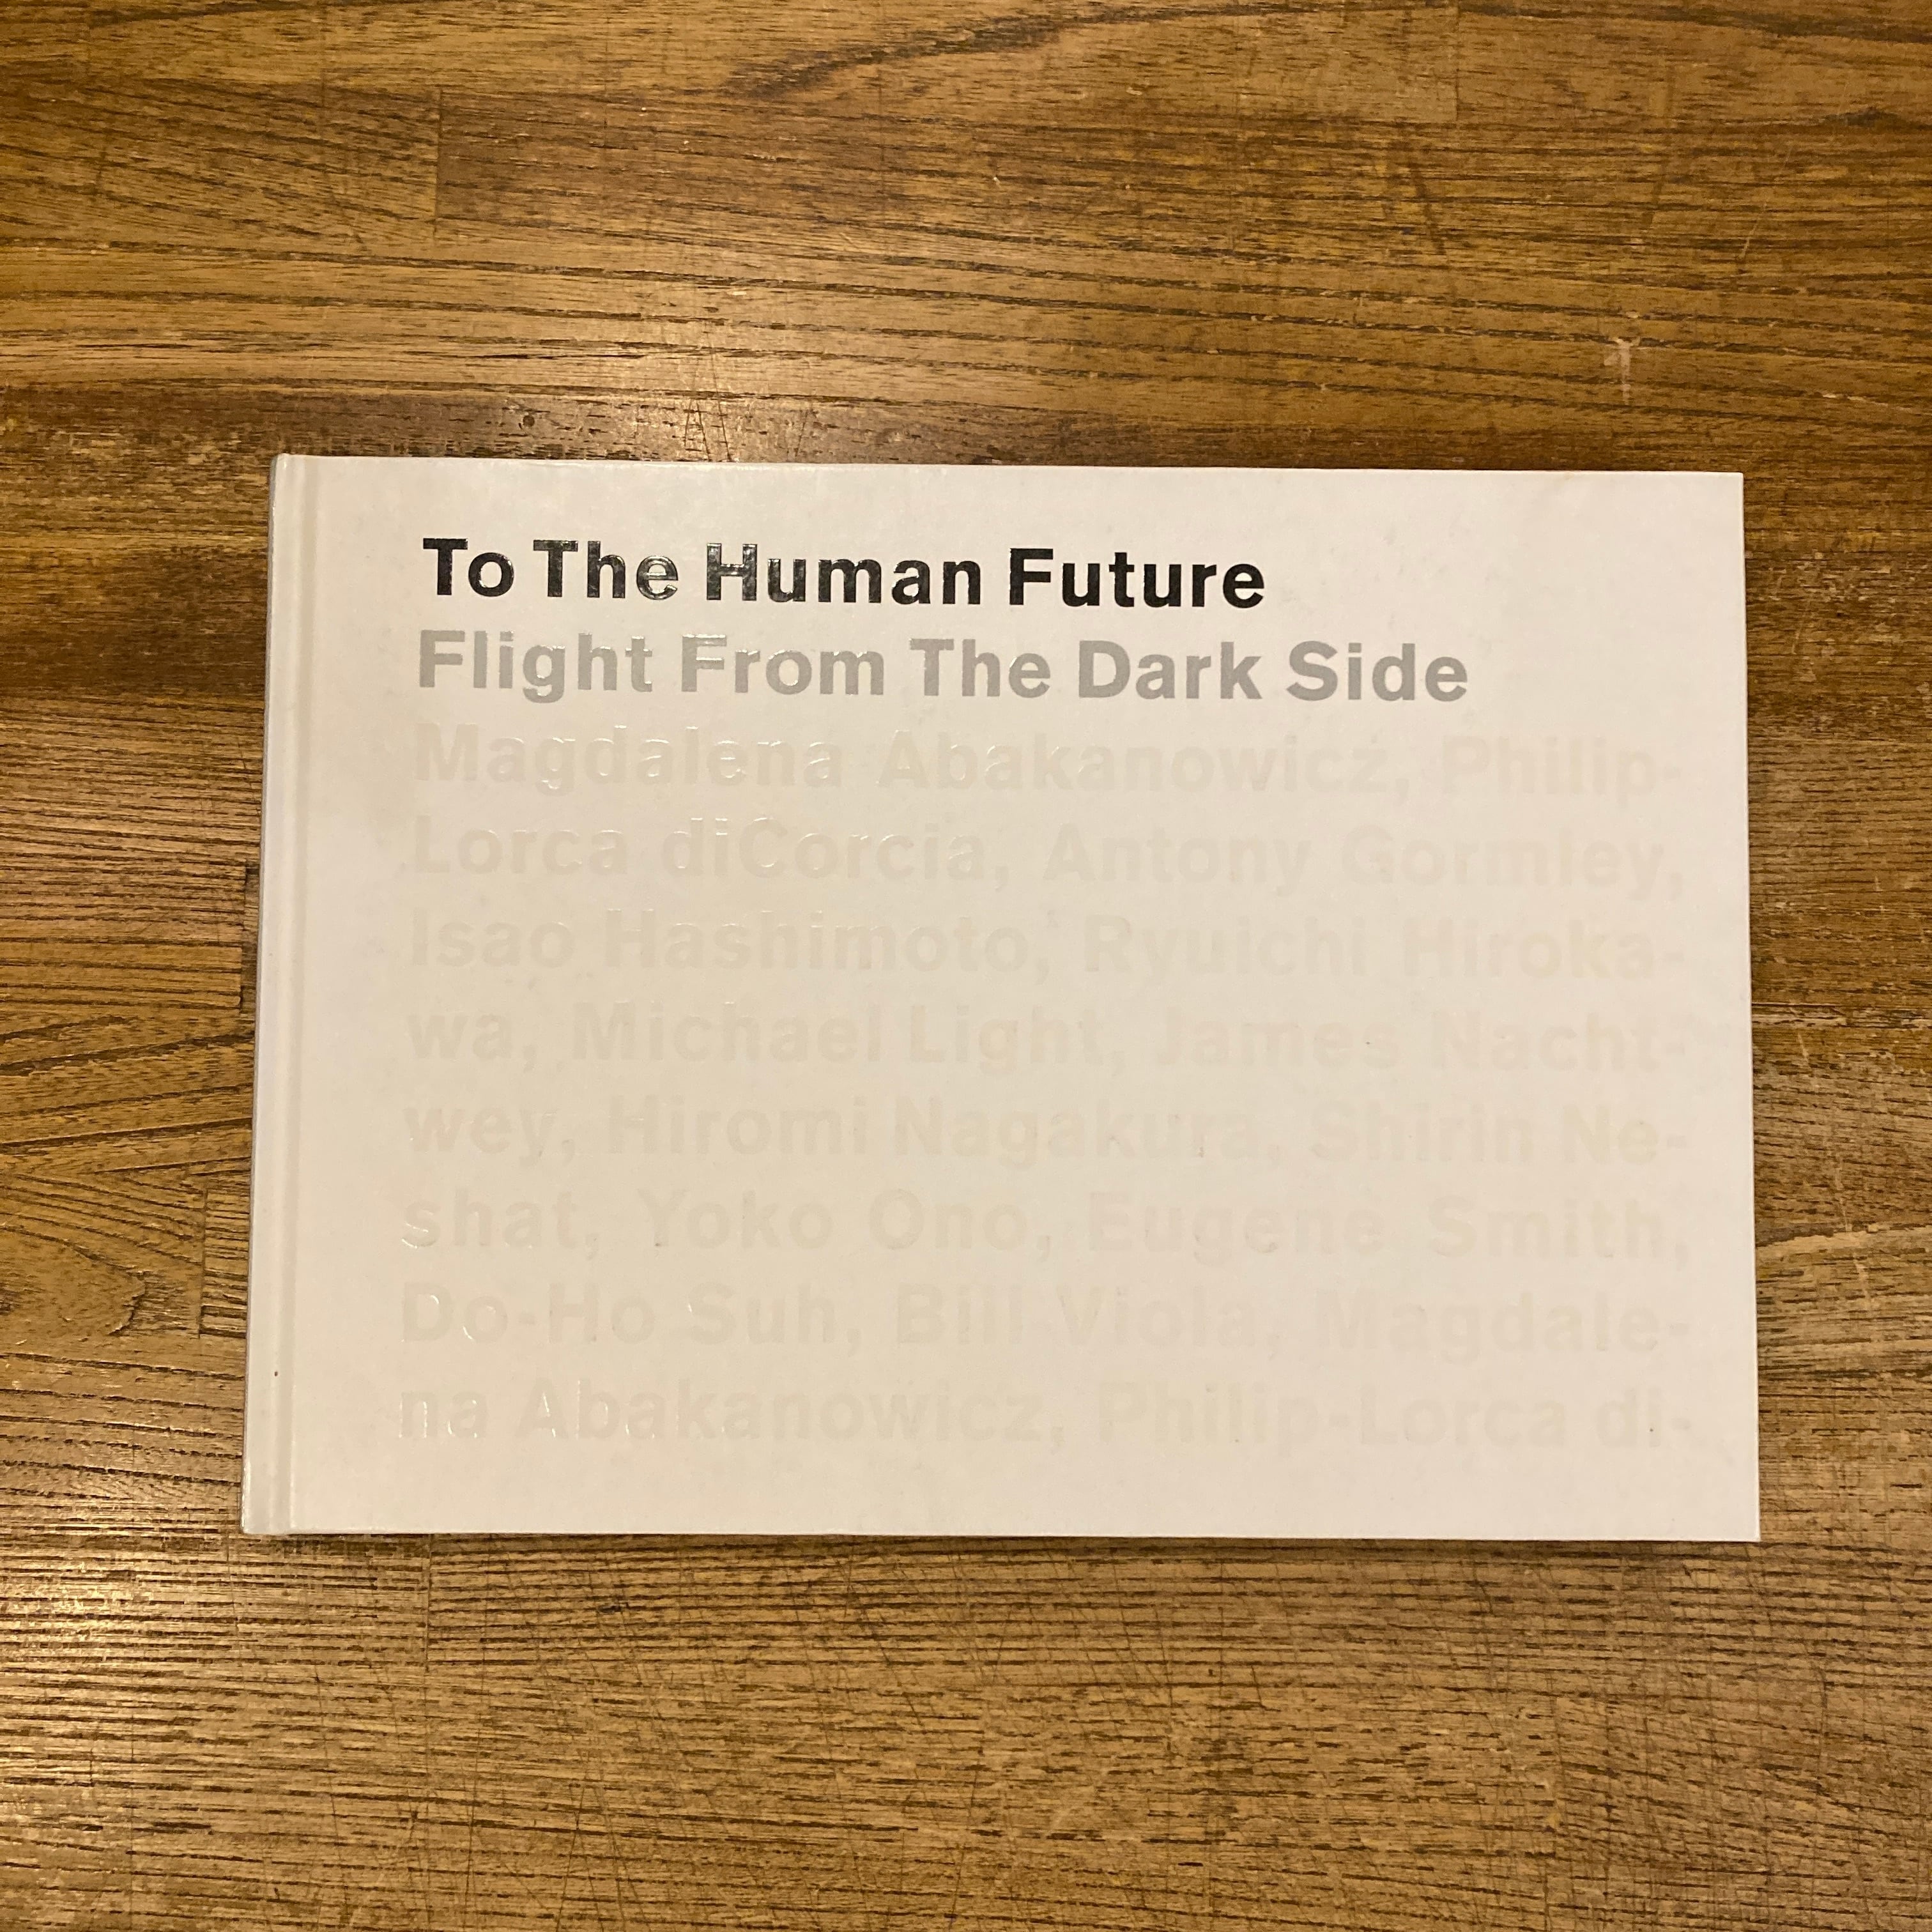 To The Human Future
Flight From The Dark Side
Magdalena Abakanowicz, Philip-
Lorca diCorcia, Antony Gormley,
Isao Hashimoto, Ryuichi Hiroka-
wa, Michael Light, James Nacht-
wey, Hiromi Nagakura, Shirin Ne-
shat, Yoko Ono, Eugene Smith,
Do-Ho Suh, Bill Viola, Magdale-
na Abakanowicz, Philip-Lorca di-